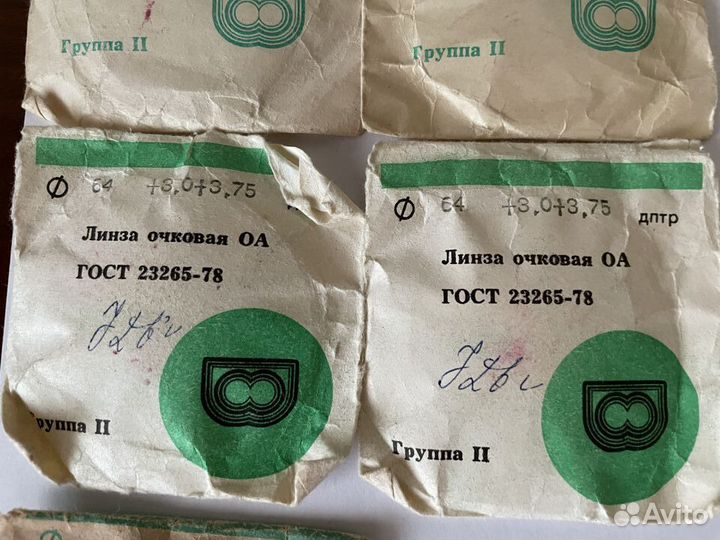 Группа II
Группа II
Ø 64 +3,0+3,75
Линза очковая ОА
ГОСТ 23265-78
Группа II
Ø 64 +3,0+3,75 дптр
Линза очковая ОА
ГОСТ 23265-78
Группа II
Avito